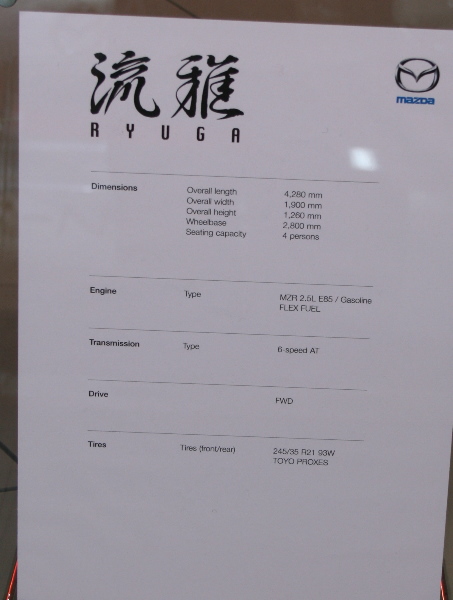 流雅
RYUGA
mazda
Dimensions Overall length 4,280 mm
Overall width 1,900 mm
Overall height 1,260 mm
Wheelbase 2,800 mm
Seating capacity 4 persons
Engine Type MZR 2.5L E85 / Gasoline
FLEX FUEL
Transmission Type 6-speed AT
Drive FWD
Tires Tires (front/rear) 245/35 R21 93W
TOYO PROXES